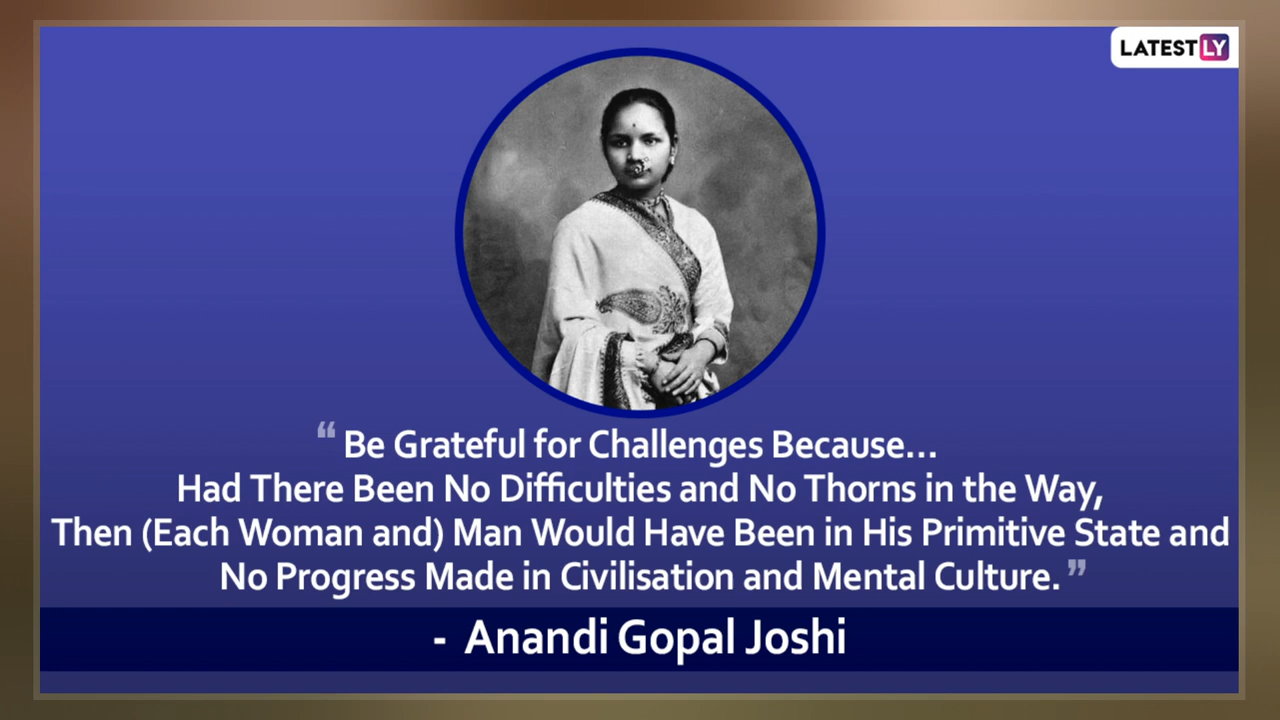 LATESTLY
“Be Grateful for Challenges Because...
Had There Been No Difficulties and No Thorns in the Way,
Then (Each Woman and) Man Would Have Been in His Primitive State and
No Progress Made in Civilisation and Mental Culture.”
- Anandi Gopal Joshi